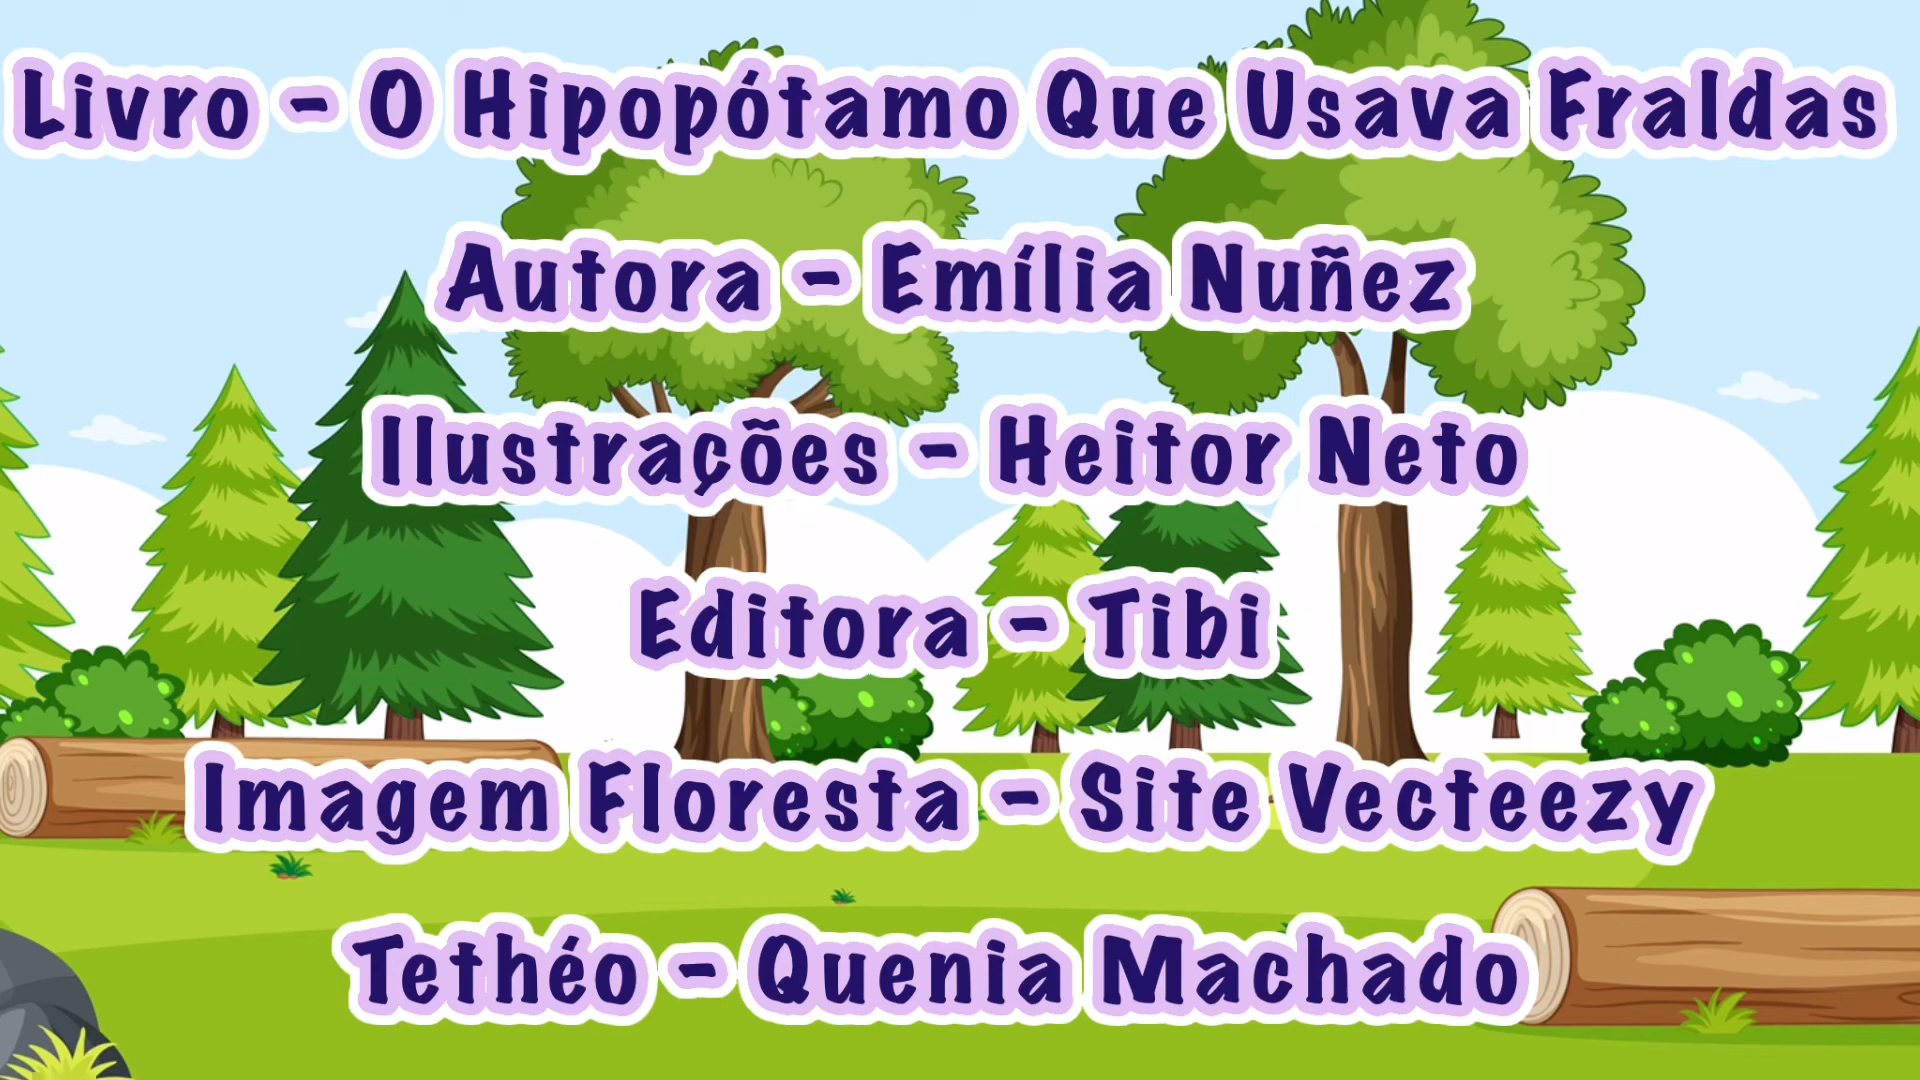 Livro - O Hipopótamo Que Usava Fraldas
Autora - Emília Nuñez
Ilustrações - Heitor Neto
Editora - Tibi
Imagem Floresta - Site Vecteezy
Tethéo - Quenia Machado